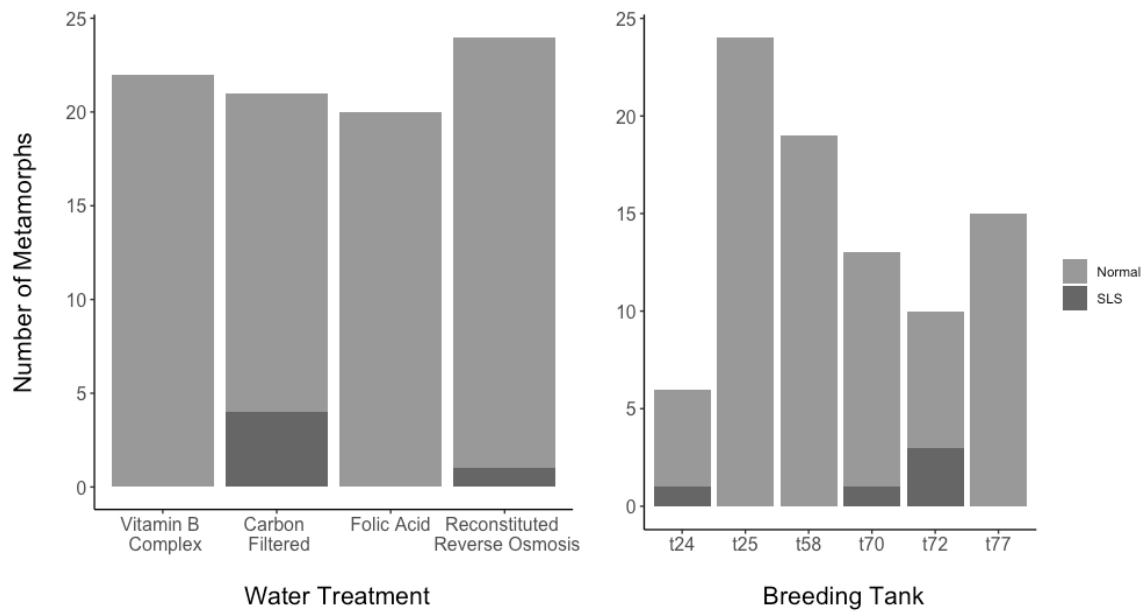 Number of Metamorphs
25
20
15
10
5
0
Vitamin B Complex
Carbon Filtered
Folic Acid
Reconstituted Reverse Osmosis
Water Treatment
25
20
15
10
5
0
t24 t25 t58 t70 t72 t77
Breeding Tank
Normal
SLS